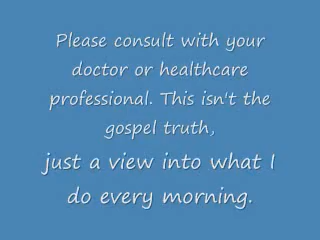 Please consult with your
doctor or healthcare
professional. This isn't the
gospel truth,
just a view into what I
do every morning.